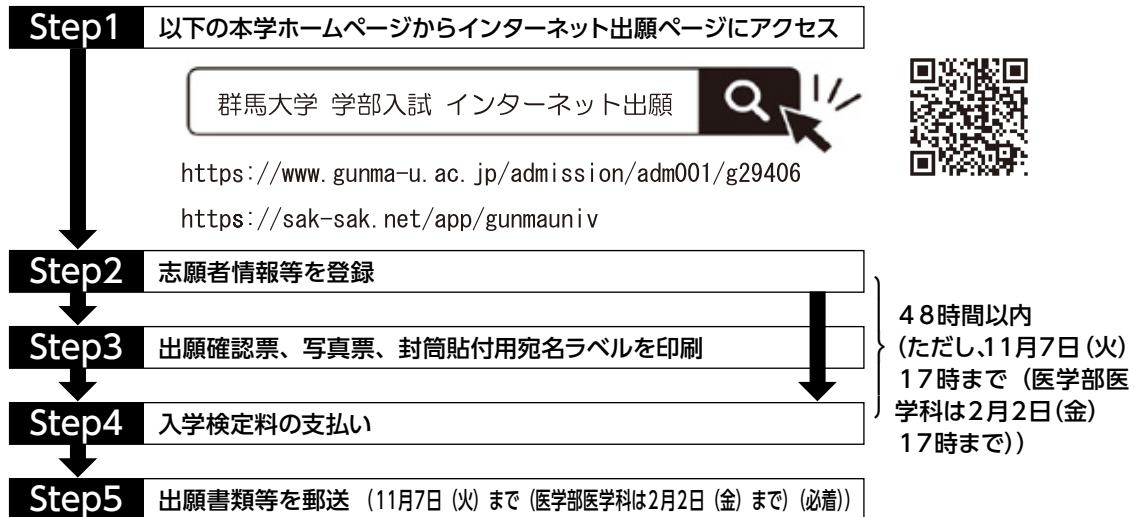 Step1 以下の本学ホームページからインターネット出願ページにアクセス
群馬大学 学部入試 インターネット出願
https://www.gunma-u.ac.jp/admission/adm001/g29406
https://sak-sak.net/app/gunmauniv
Step2 志願者情報等を登録
Step3 出願確認票、写真票、封筒貼付用宛名ラベルを印刷
Step4 入学検定料の支払い
48時間以内
(ただし、11月7日(火)
17時まで (医学部医
学科は2月2日(金)
17時まで))
Step5 出願書類等を郵送 (11月7日 (火) まで (医学部医学科は2月2日 (金) まで) (必着))